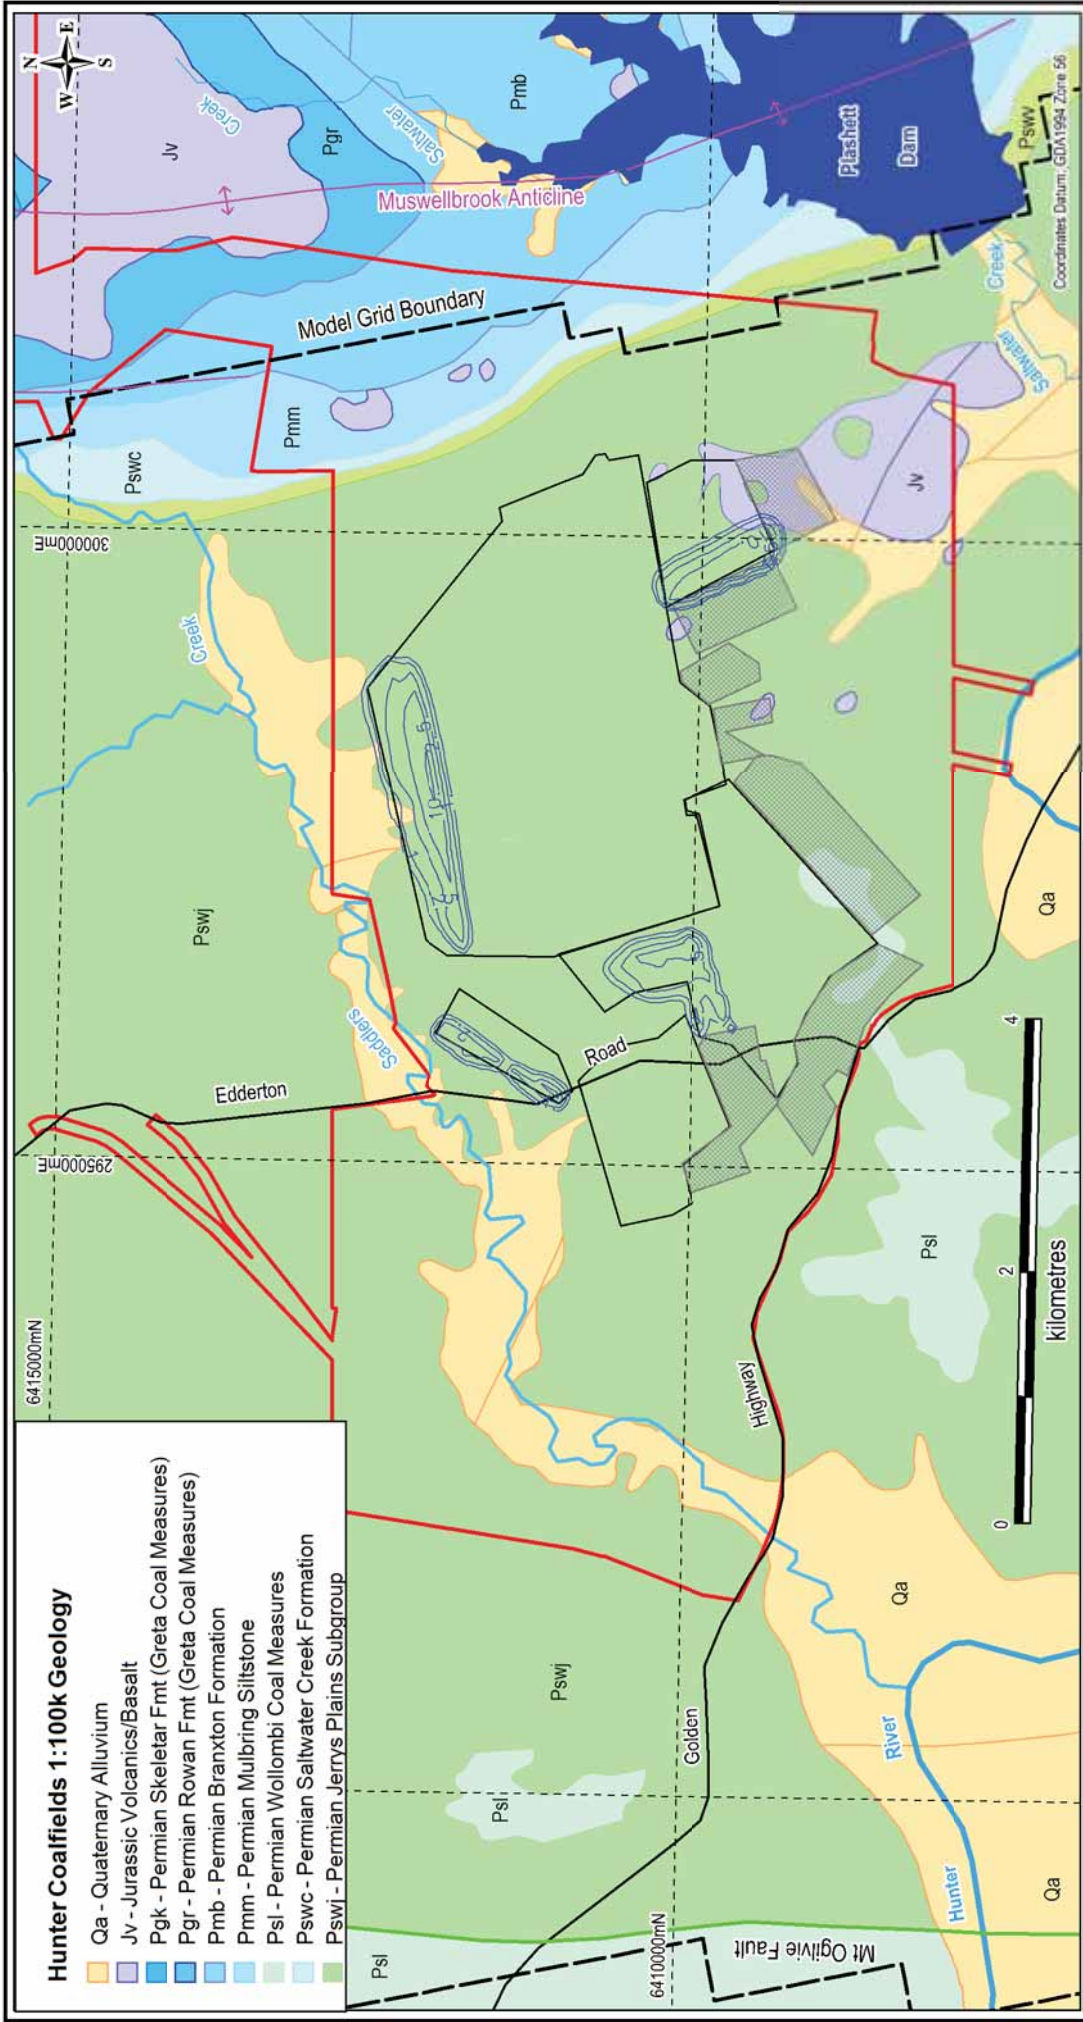 Hunter Coalfields 1:100k Geology
Qa - Quaternary Alluvium
Jv - Jurassic Volcanics/Basalt
Pgk - Permian Skeletar Fmt (Greta Coal Measures)
Pgr - Permian Rowan Fmt (Greta Coal Measures)
Pmb - Permian Branxton Formation
Pmm - Permian Mulbring Siltstone
Psl - Permian Wollombi Coal Measures
Pswc - Permian Saltwater Creek Formation
Pswj - Permian Jerrys Plains Subgroup
N
E
S
W
6415000mN
295000mE
300000mE
6410000mN
Edderton
Road
Pswj
Creek
Saddlers
Pswc
Pmm
Model Grid Boundary
Jv
Creek
Pgr
Saltwater
Pmb
Muswellbrook Anticline
Plashett
Dam
Pswv
Creek
Saltwater
Jv
Psl
Psl
Pswj
Golden
Highway
Psl
Qa
Qa
Qa
River
Hunter
Mt Ogilvie Fault
0
2
4
kilometres
Coordinates Datum: GDA1994 Zone 56